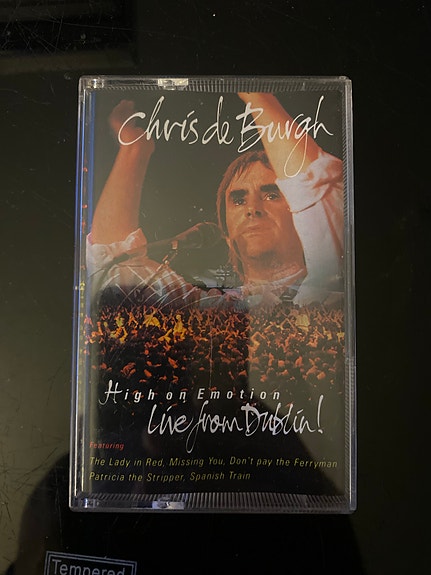 Chris de Burgh
High on Emotion
Live from Dublin!
Featuring
The Lady in Red, Missing You, Don't pay the Ferryman
Patricia the Stripper, Spanish Train
Tempered